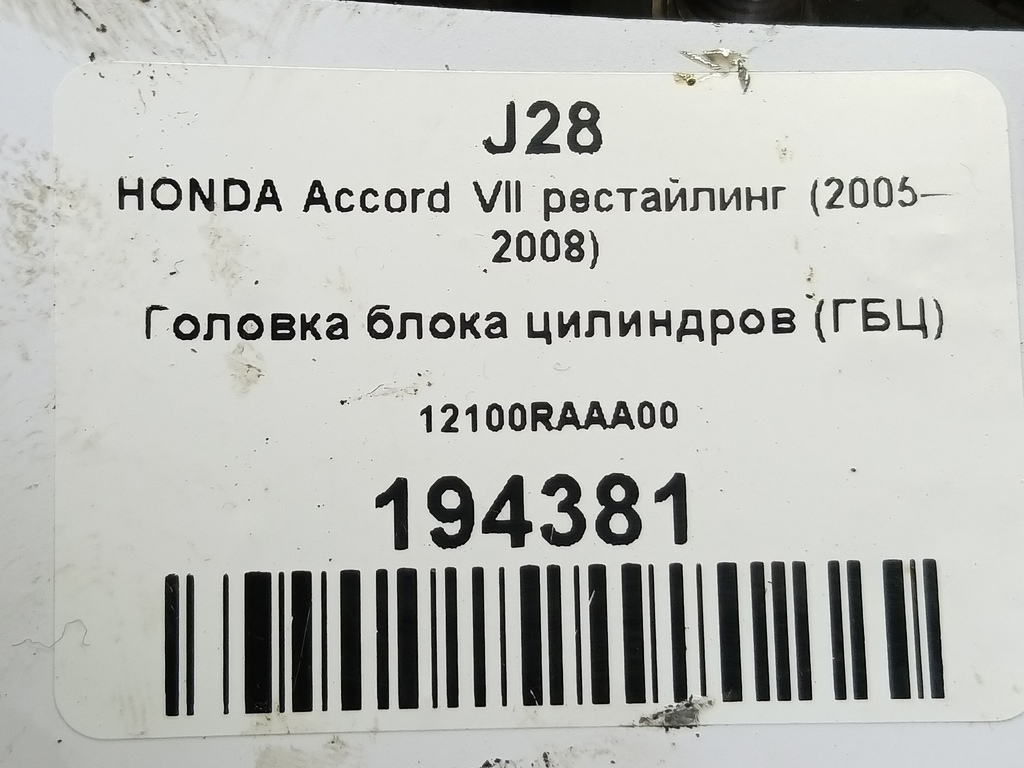 J28
HONDA Accord VII рестайлинг (2005–
2008)
Головка блока цилиндров (ГБЦ)
12100RAAA00
194381